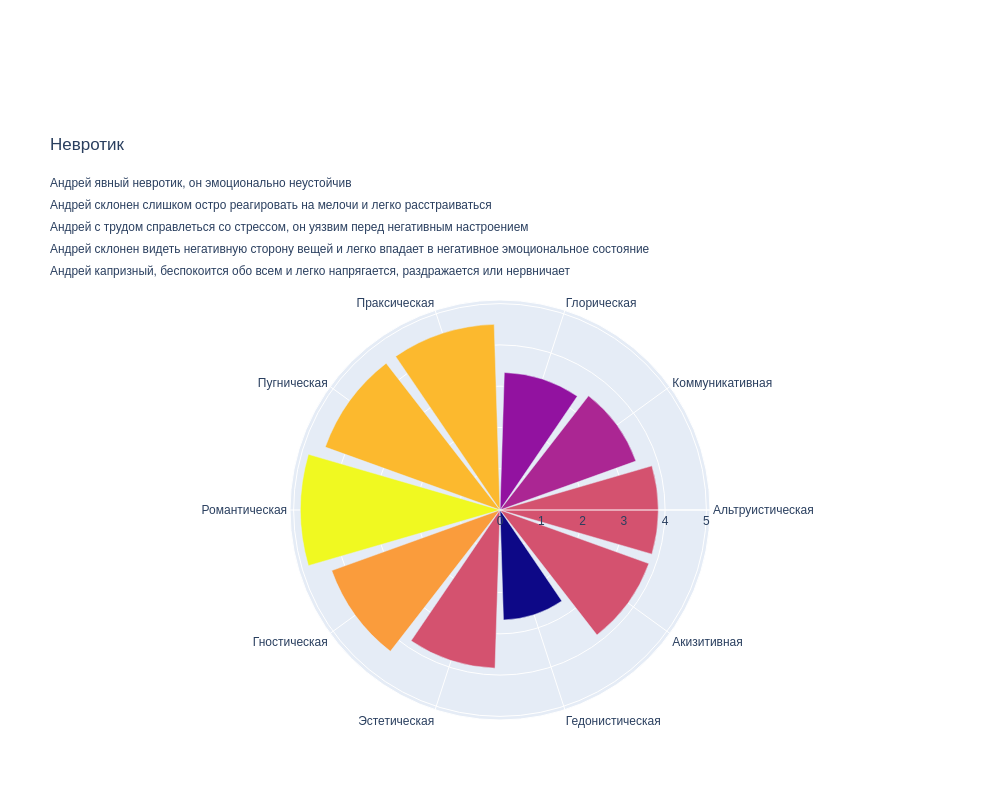 Невротик
Андрей явный невротик, он эмоционально неустойчив
Андрей склонен слишком остро реагировать на мелочи и легко расстраиваться
Андрей с трудом справлеться со стрессом, он уязвим перед негативным настроением
Андрей склонен видеть негативную сторону вещей и легко впадает в негативное эмоциональное состояние
Андрей капризный, беспокоится обо всем и легко напрягается, раздражается или нервничает
Праксическая
Глорическая
Пугническая
Коммуникативная
Романтическая
Альтруистическая
0 1 2 3 4 5
Гностическая
Акизитивная
Эстетическая
Гедонистическая